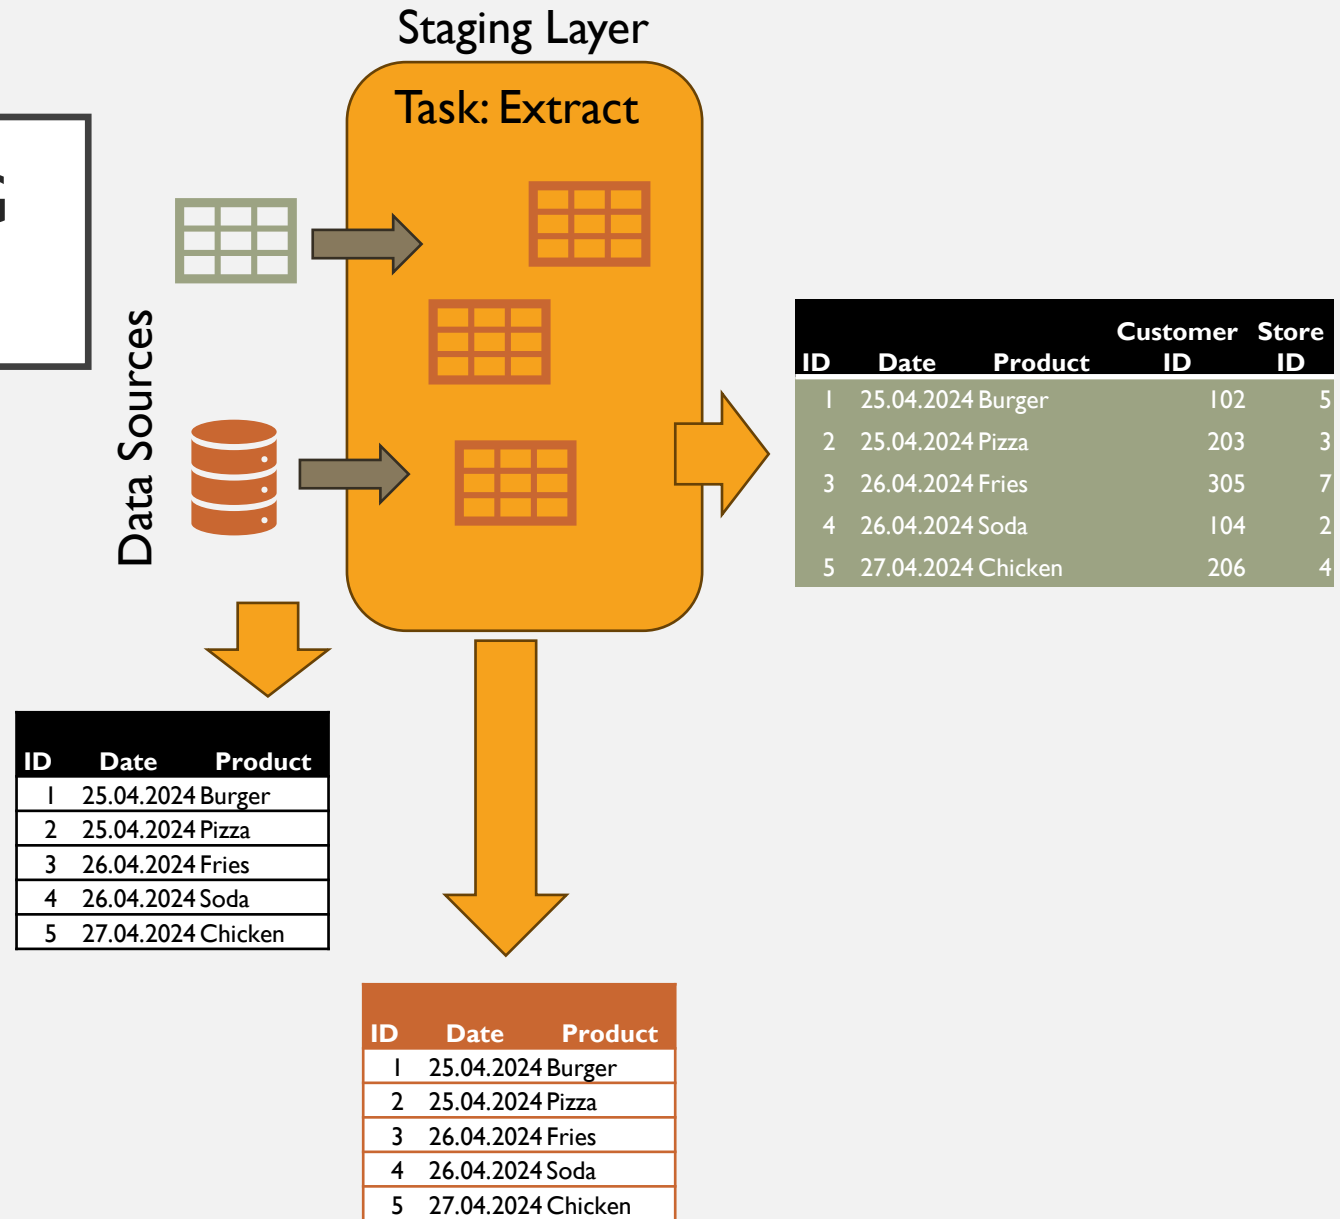 Staging Layer
Task: Extract
G
Data Sources
Customer Store
ID Date Product ID ID
1 25.04.2024 Burger 102 5
2 25.04.2024 Pizza 203 3
3 26.04.2024 Fries 305 7
4 26.04.2024 Soda 104 2
5 27.04.2024 Chicken 206 4
ID Date Product
1 25.04.2024 Burger
2 25.04.2024 Pizza
3 26.04.2024 Fries
4 26.04.2024 Soda
5 27.04.2024 Chicken
ID Date Product
1 25.04.2024 Burger
2 25.04.2024 Pizza
3 26.04.2024 Fries
4 26.04.2024 Soda
5 27.04.2024 Chicken